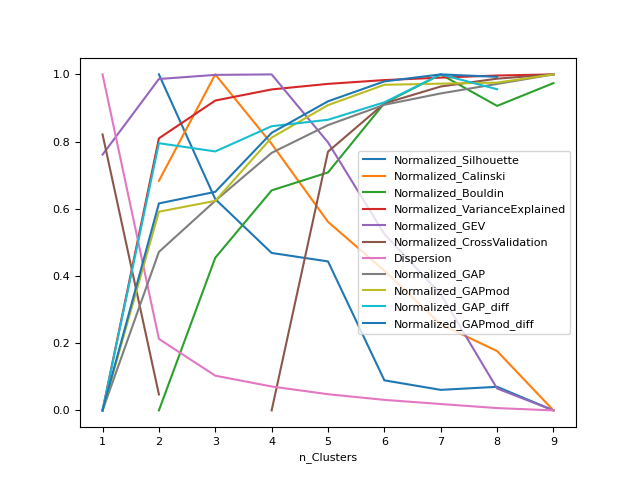 1.0
0.8
0.6
0.4
0.2
0.0
Normalized_Silhouette
Normalized_Calinski
Normalized_Bouldin
Normalized_VarianceExplained
Normalized_GEV
Normalized_CrossValidation
Dispersion
Normalized_GAP
Normalized_GAPmod
Normalized_GAP_diff
Normalized_GAPmod_diff
1 2 3 4 5 6 7 8 9
n_Clusters